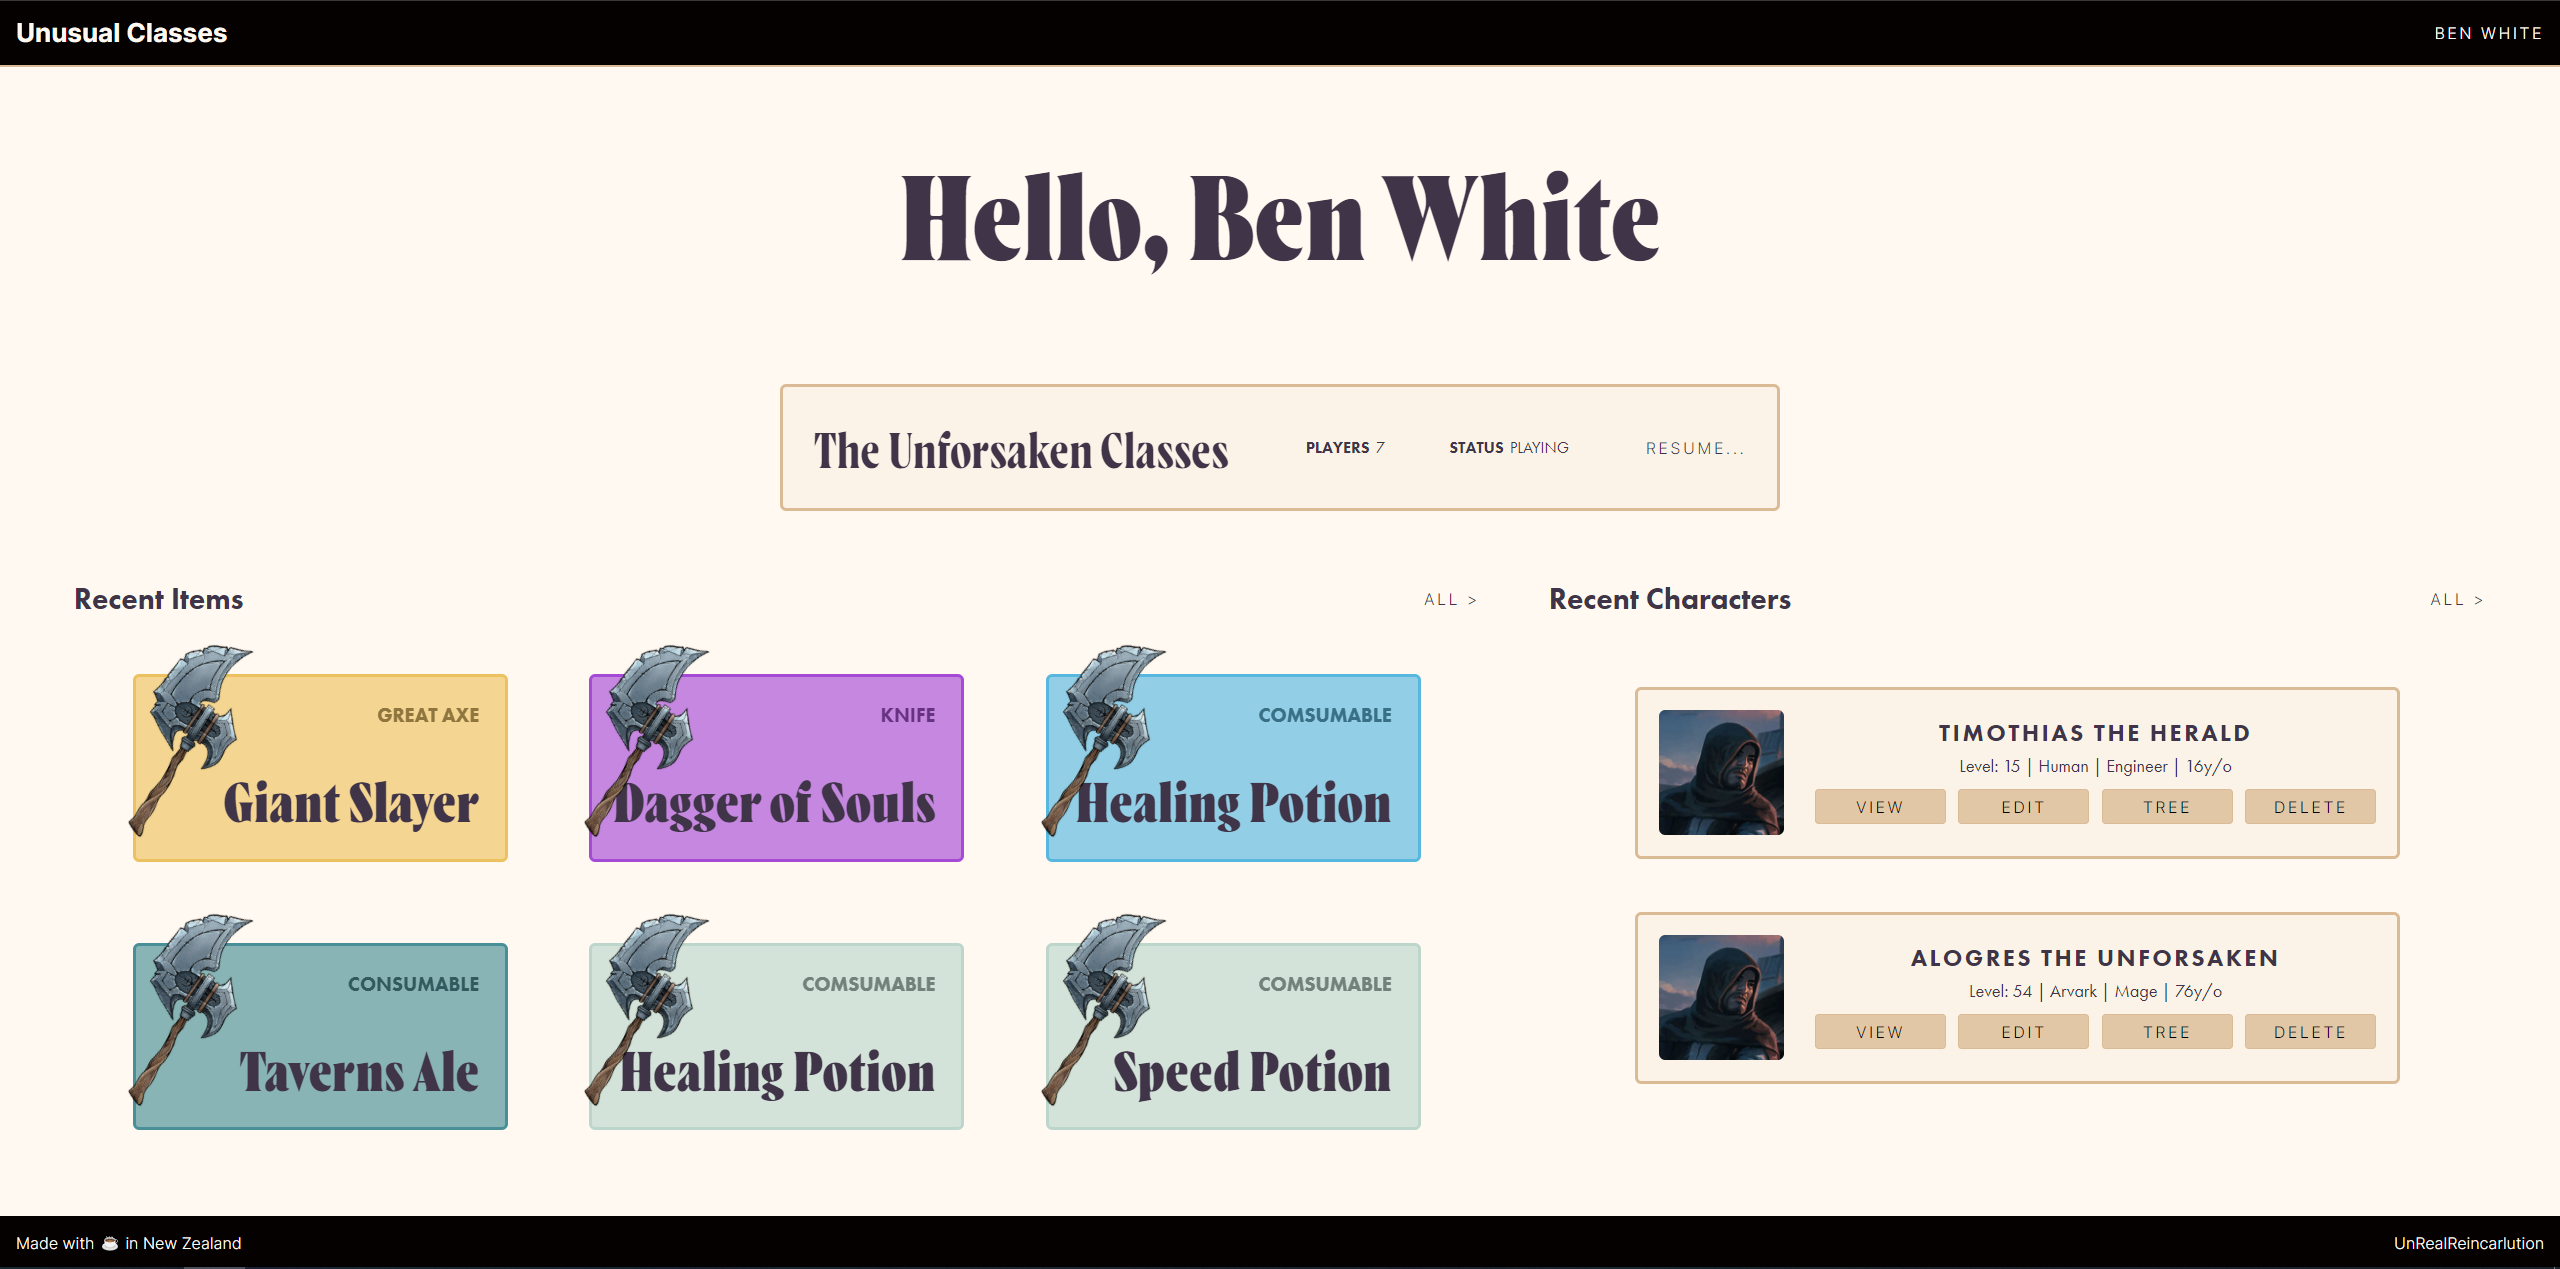 Unusual Classes
BEN WHITE
Hello, Ben White
The Unforsaken Classes
PLAYERS 7
STATUS PLAYING
RESUME...
Recent Items
ALL >
GREAT AXE
Giant Slayer
KNIFE
Dagger of Souls
COMSUMABLE
Healing Potion
CONSUMABLE
Taverns Ale
COMSUMABLE
Healing Potion
COMSUMABLE
Speed Potion
Recent Characters
ALL >
TIMOTHIAS THE HERALD
Level: 15 | Human | Engineer | 16y/o
VIEW EDIT TREE DELETE
ALOGRES THE UNFORSAKEN
Level: 54 | Arvark | Mage | 76y/o
VIEW EDIT TREE DELETE
Made with ☕ in New Zealand
UnRealReincarlution